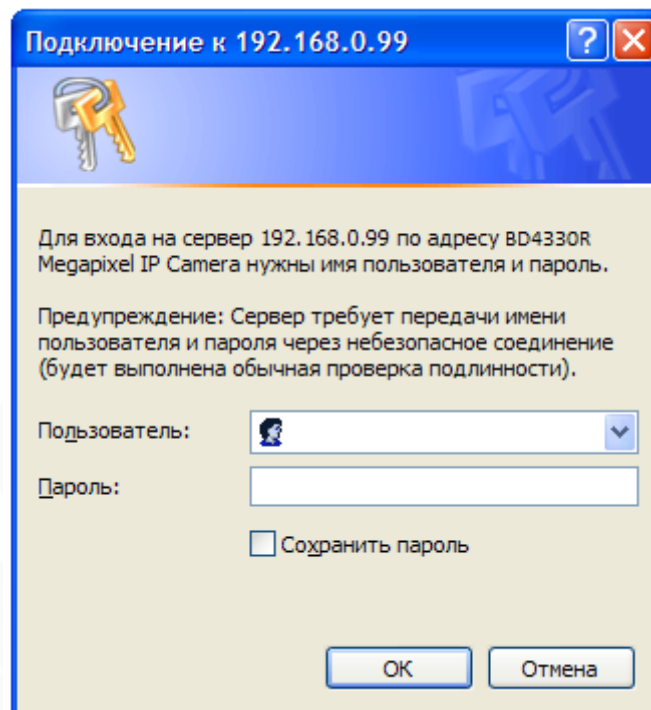 Подключение к 192.168.0.99
Для входа на сервер 192.168.0.99 по адресу BD4330R
Megapixel IP Camera нужны имя пользователя и пароль.
Предупреждение: Сервер требует передачи имени
пользователя и пароля через небезопасное соединение
(будет выполнена обычная проверка подлинности).
Пользователь:
Пароль:
Сохранить пароль
OK
Отмена